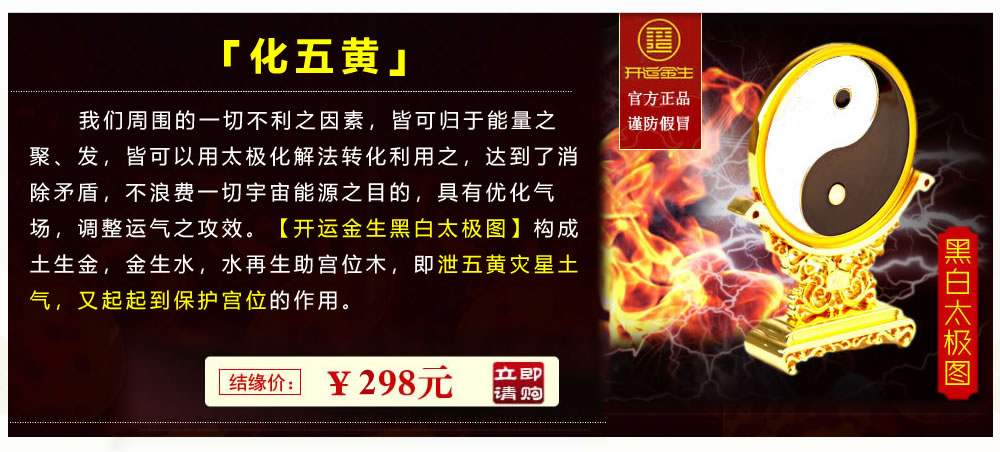 「化五黄」
我们周围的一切不利之因素，皆可归于能量之
聚、发，皆可以用太极化解法转化利用之，达到了消
除矛盾，不浪费一切宇宙能源之目的，具有优化气
场，调整运气之攻效。【开运金生黑白太极图】构成
土生金，金生水，水再生助宫位木，即泄五黄灾星土
气，又起起到保护宫位的作用。
结缘价：
￥298元
立即
请购
开运金生
官方正品
谨防假冒
黑白太极图